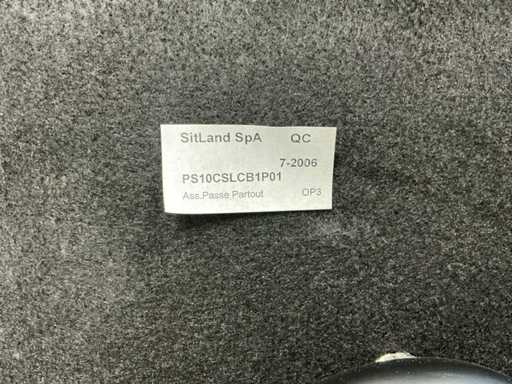 SitLand SpA QC
7-2006
PS10CSLCB1P01
Ass.Passe Partout OP3